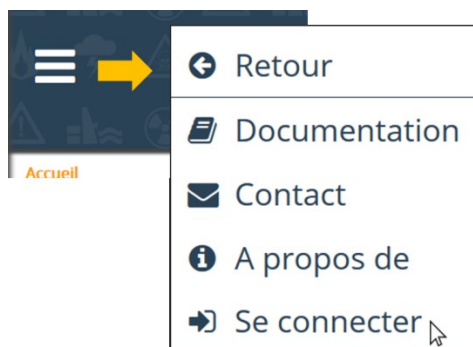 Accueil
Retour
Documentation
Contact
A propos de
Se connecter